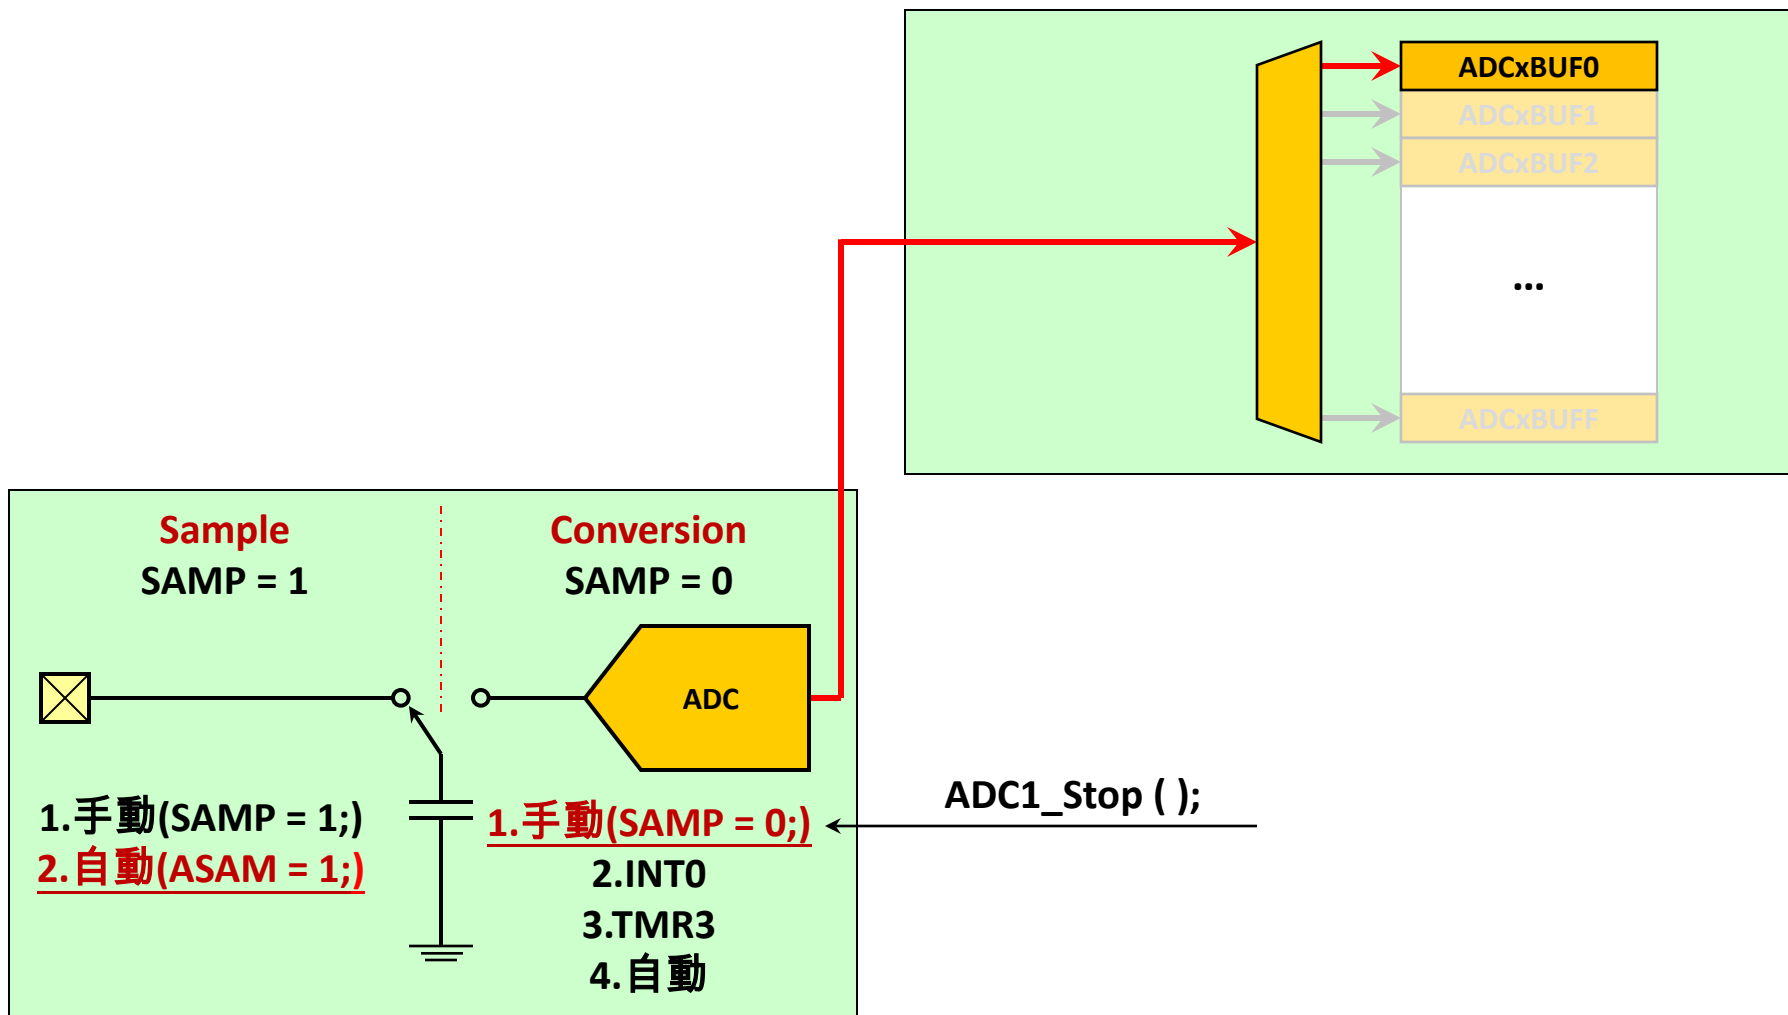 ADCxBUF0
ADCxBUF1
ADCxBUF2
...
ADCxBUFF
Sample
SAMP = 1
Conversion
SAMP = 0
ADC
1.手動(SAMP = 1;)
2.自動(ASAM = 1;)
1.手動(SAMP = 0;)
2.INT0
3.TMR3
4.自動
ADC1_Stop ( );